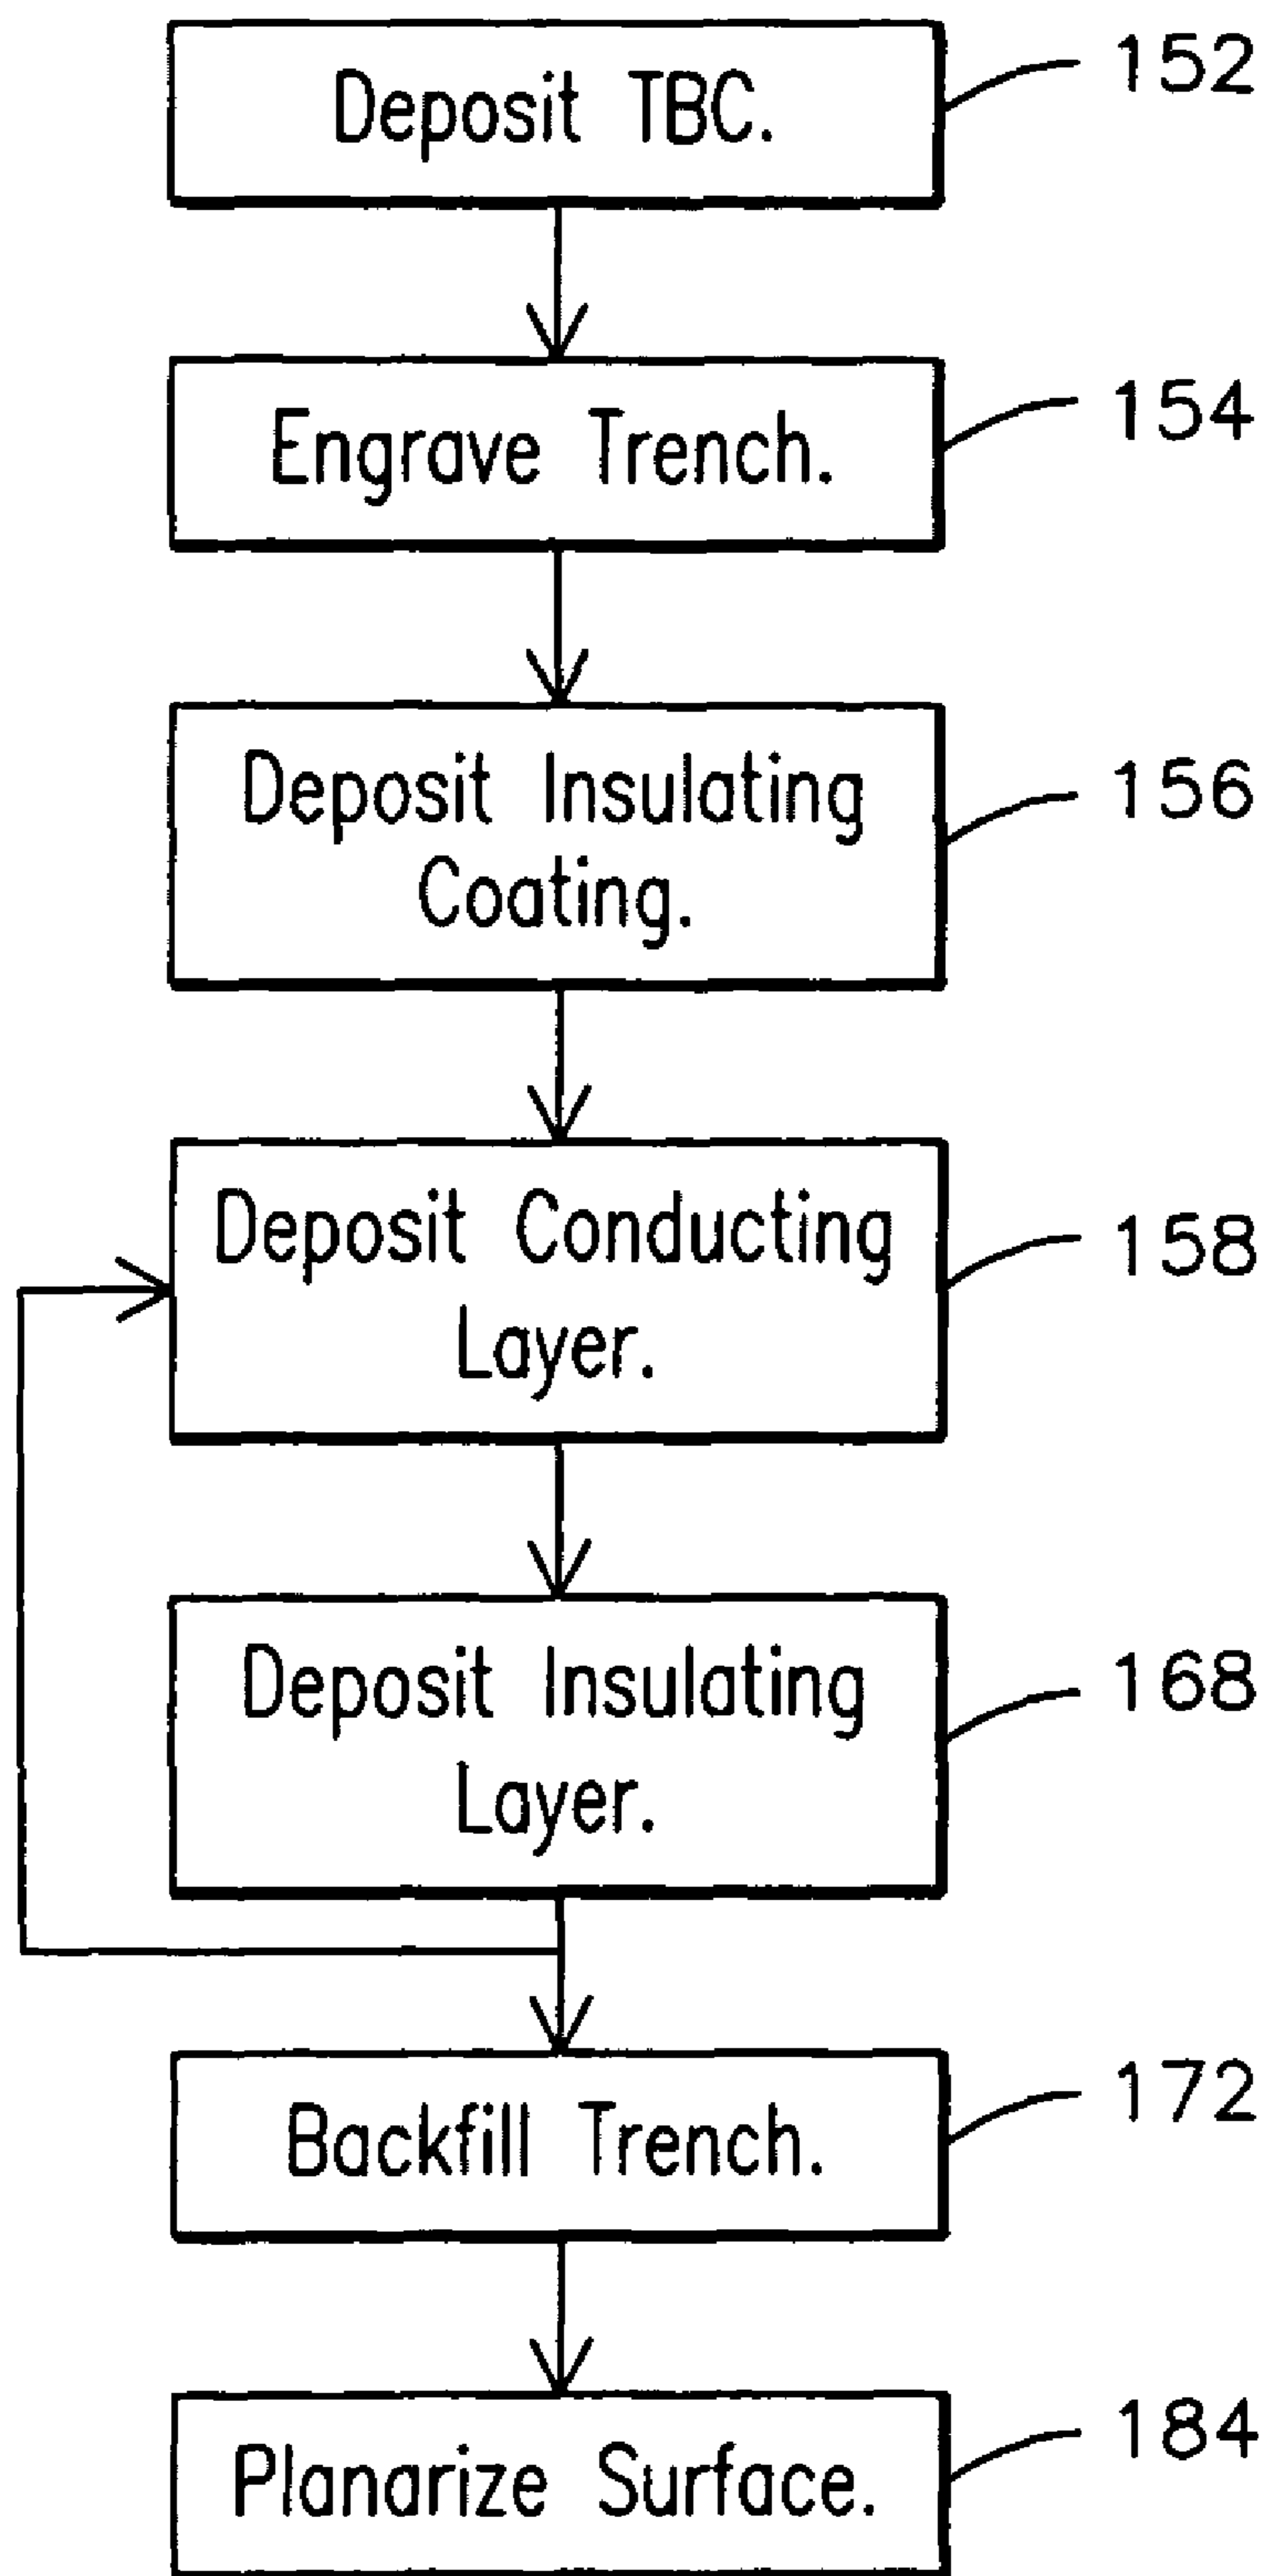 Deposit TBC.
152
Engrave Trench.
154
Deposit Insulating
Coating.
156
Deposit Conducting
Layer.
158
Deposit Insulating
Layer.
168
Backfill Trench.
172
Planarize Surface.
184